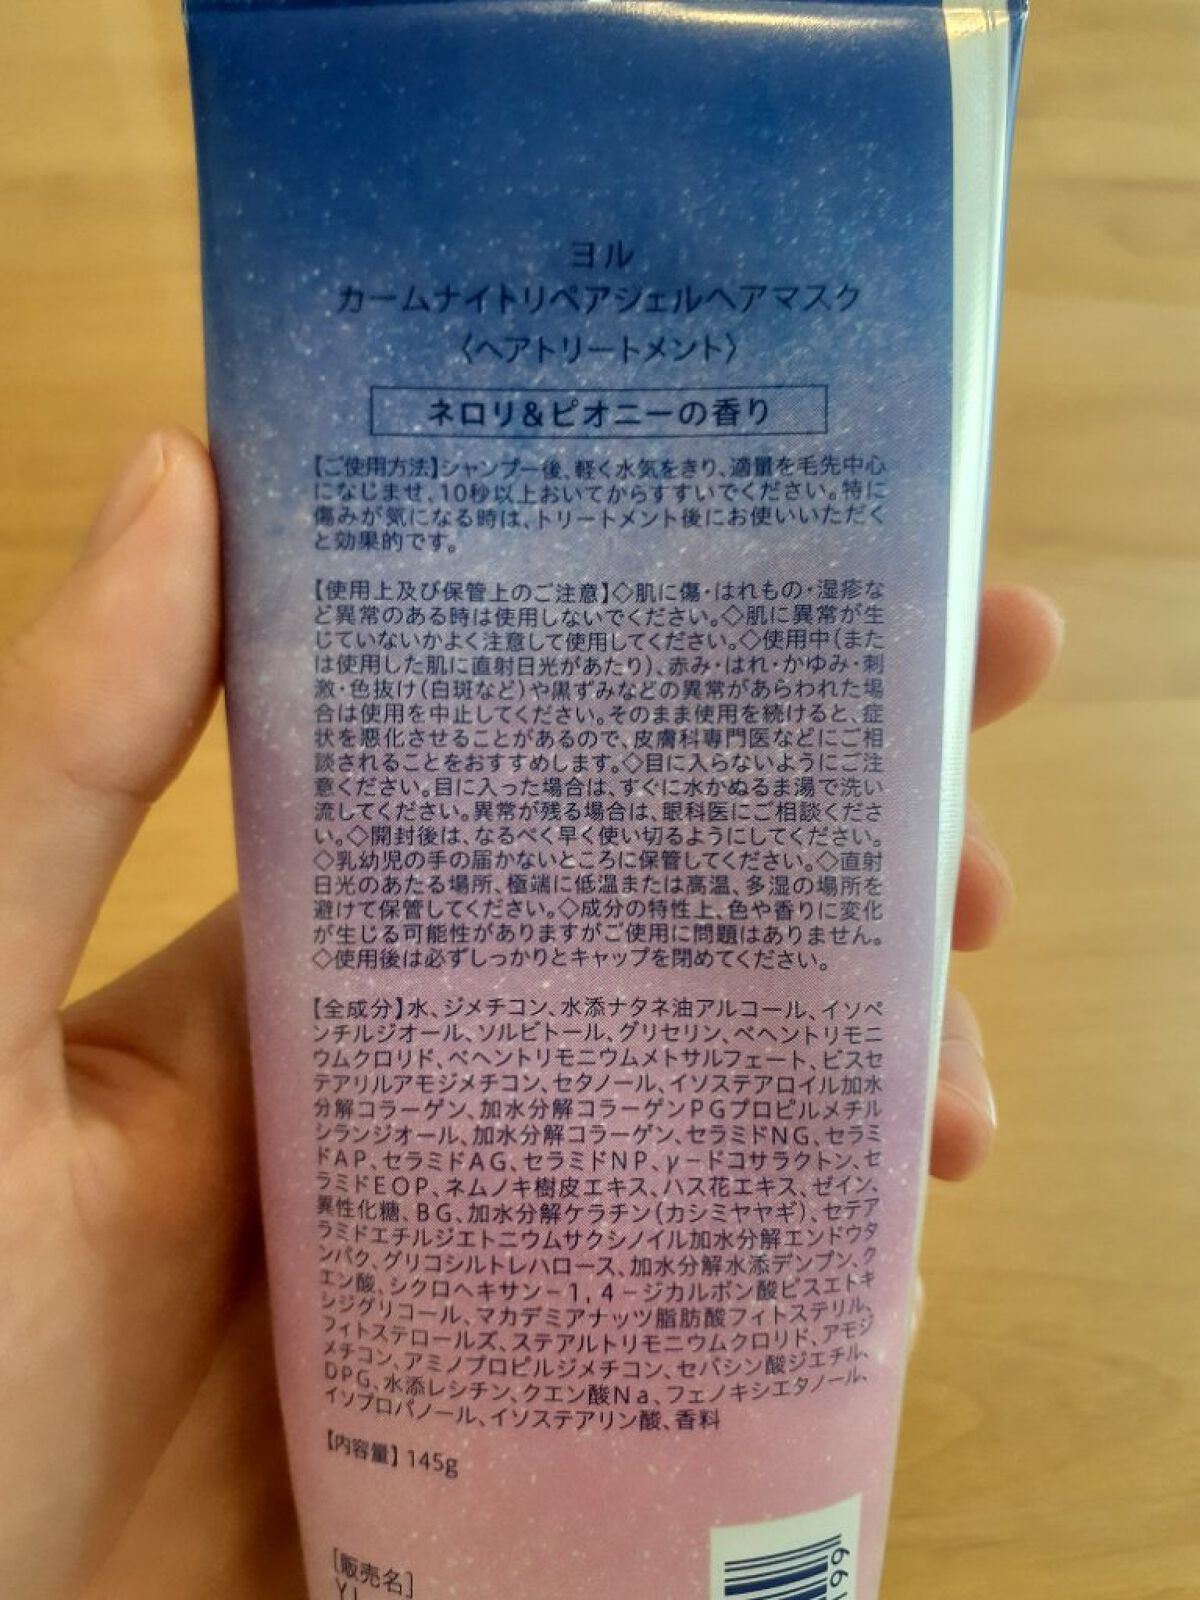 ヨル
カームナイトリペアジェルヘアマスク
〈ヘアトリートメント〉
ネロリ&ピオニーの香り
【ご使用方法】シャンプー後、軽く水気をきり、適量を毛先中心
になじませ、10秒以上おいてからすすいでください。特に
傷みが気になる時は、トリートメント後にお使いいただく
と効果的です。
【使用上及び保管上のご注意】◇肌に傷・はれもの・湿疹な
ど異常のある時は使用しないでください。◇肌に異常が生
じていないかよく注意して使用してください。◇使用中(また
は使用した肌に直射日光があたり)、赤み・はれ・かゆみ・刺
激・色抜け(白斑など)や黒ずみなどの異常があらわれた場
合は使用を中止してください。そのまま使用を続けると、症
状を悪化させることがあるので、皮膚科専門医などにご相
談されることをおすすめします。◇目に入らないようにご注
意ください。目に入った場合は、すぐに水かぬるま湯で洗い
流してください。異常が残る場合は、眼科医にご相談くださ
い。◇開封後は、なるべく早く使い切るようにしてください。
◇乳幼児の手の届かないところに保管してください。◇直射
日光のあたる場所、極端に低温または高温、多湿の場所を
避けて保管してください。◇成分の特性上、色や香りに変化
が生じる可能性がありますがご使用に問題はありません。
◇使用後は必ずしっかりとキャップを閉めてください。
【全成分】水、ジメチコン、水添ナタネ油アルコール、イソペ
ンチルジオール、ソルビトール、グリセリン、ベヘントリモニ
ウムクロリド、ベヘントリモニウムメトサルフェート、ビスセ
テアリルアモジメチコン、セタノール、イソステアロイル加水
分解コラーゲン、加水分解コラーゲンPGプロピルメチル
シランジオール、加水分解コラーゲン、セラミドNG、セラミ
ドAP、セラミドAG、セラミドNP、γ-ドコサラクトン、セ
ラミドEOP、ネムノキ樹皮エキス、ハス花エキス、ゼイン、
異性化糖、BG、加水分解ケラチン(カシミヤヤギ)、セテア
ラミドエチルジエトニウムサクシノイル加水分解エンドウタ
ンパク、グリコシルトレハロース、加水分解水添デンプン、ク
エン酸、シクロヘキサン-1,4-ジカルボン酸ビスエトキ
シジグリコール、マカデミアナッツ脂肪酸フィトステリル、
フィトステロールズ、ステアルトリモニウムクロリド、アモジ
メチコン、アミノプロピルジメチコン、セバシン酸ジエチル、
DPG、水添レシチン、クエン酸Na、フェノキシエタノール、
イソプロパノール、イソステアリン酸、香料
【内容量】145g
[販売名]